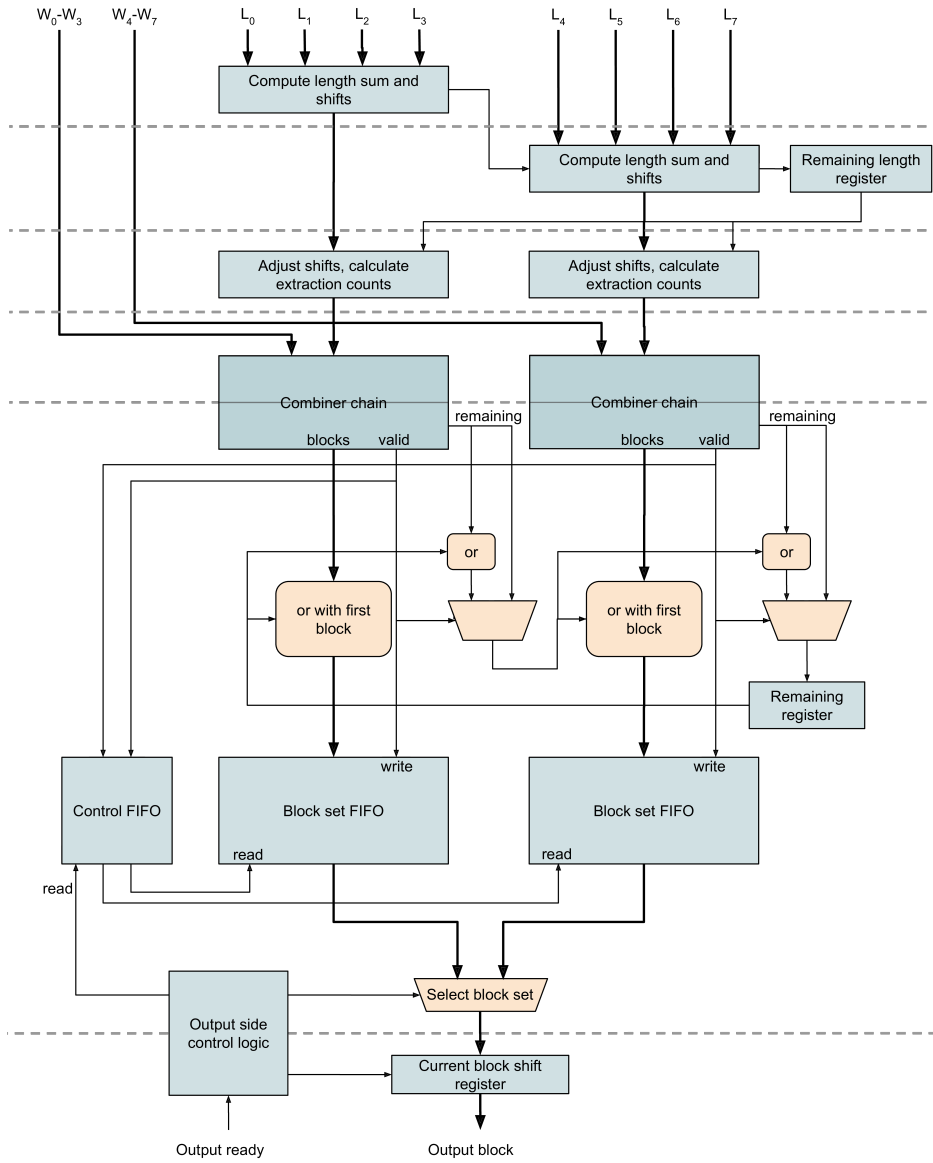 W0-W3
W4-W7
L0
L1
L2
L3
L4
L5
L6
L7
Compute length sum and
shifts
Compute length sum and
shifts
Remaining length
register
Adjust shifts, calculate
extraction counts
Adjust shifts, calculate
extraction counts
Combiner chain
blocks
valid
remaining
Combiner chain
blocks
valid
remaining
or
or
or with first
block
or with first
block
Remaining
register
Control FIFO
write
Block set FIFO
read
write
Block set FIFO
read
read
Select block set
Output side
control logic
Current block shift
register
Output ready
Output block